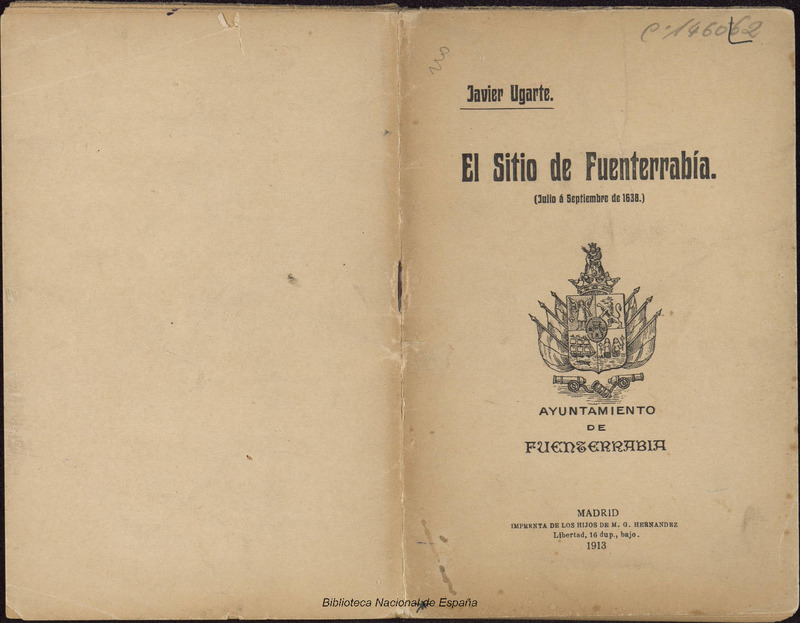 C.ª 146062
Javier Ugarte.
El Sitio de Fuenterrabía.
(Julio á Septiembre de 1638.)
AYUNTAMIENTO
DE
FUENTERRABIA
MADRID
IMPRENTA DE LOS HIJOS DE M. G. HERNANDEZ
Libertad, 16 dup., bajo.
1913
Biblioteca Nacional de España